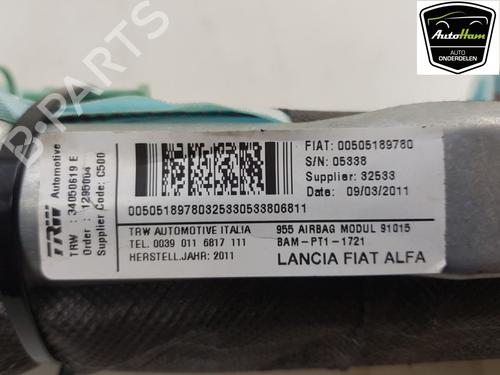 AutoHam
AUTO
ONDERDELEN
B-PARTS
TRW Automotive
TRW : 34050619 E
Order : 1295004
Supplier Code: C500
FIAT: 00505189780
S/N: 05338
Supplier: 32533
Date: 09/03/2011
00505189780325330533806811
TRW AUTOMOTIVE ITALIA
TEL. 0039 011 6817 111
HERSTELL.JAHR: 2011
955 AIRBAG MODUL 91015
BAM-PT1-1721
LANCIA FIAT ALFA